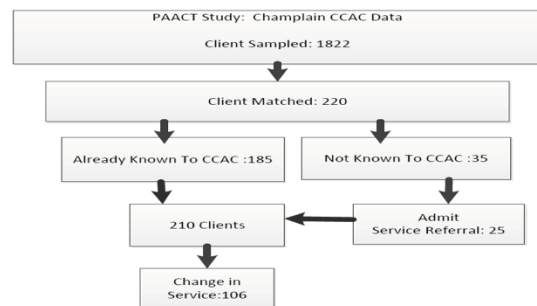 PAACT Study: Champlain CCAC Data
Client Sampled: 1822
Client Matched: 220
Already Known To CCAC :185
Not Known To CCAC :35
210 Clients
Admit
Service Referral: 25
Change in
Service:106